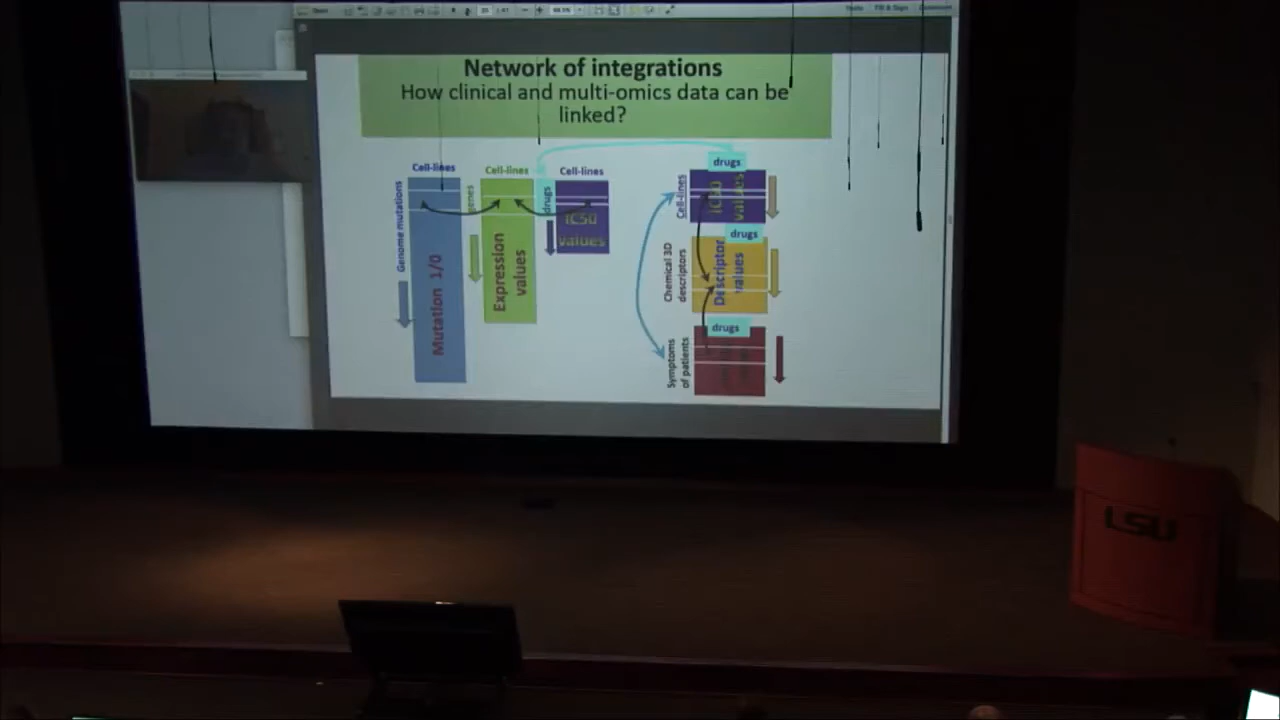 Network of integrations
How clinical and multi-omics data can be
linked?
Cell-lines
Cell-lines
Cell-lines
drugs
Genome mutations
Mutation 1/0
genes
Expression
values
drugs
IC50
values
Cell-lines
IC50
values
drugs
Chemical 3D
descriptors
Descriptor
values
drugs
Symptoms
of patients
LSU